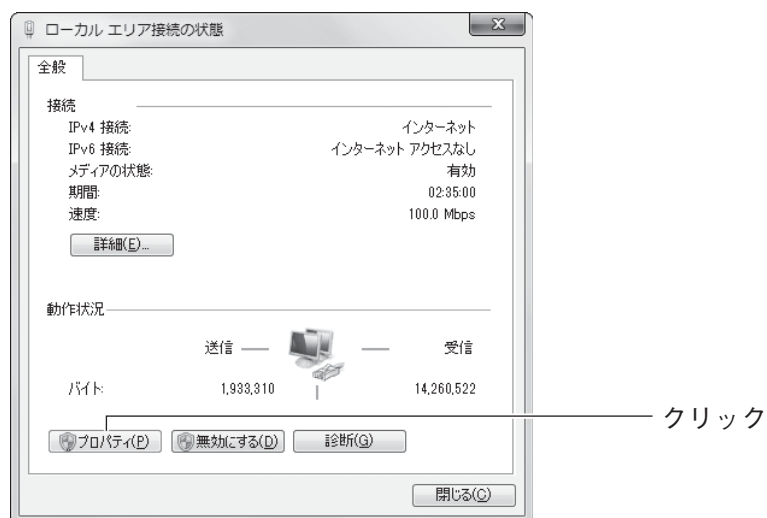 ローカル エリア接続の状態
全般
接続
IPv4 接続: インターネット
IPv6 接続: インターネット アクセスなし
メディアの状態: 有効
期間: 02:35:00
速度: 100.0 Mbps
詳細(E)...
動作状況
送信 受信
バイト: 1,933,310 14,260,522
プロパティ(P) 無効にする(D) 診断(G)
クリック
閉じる(C)